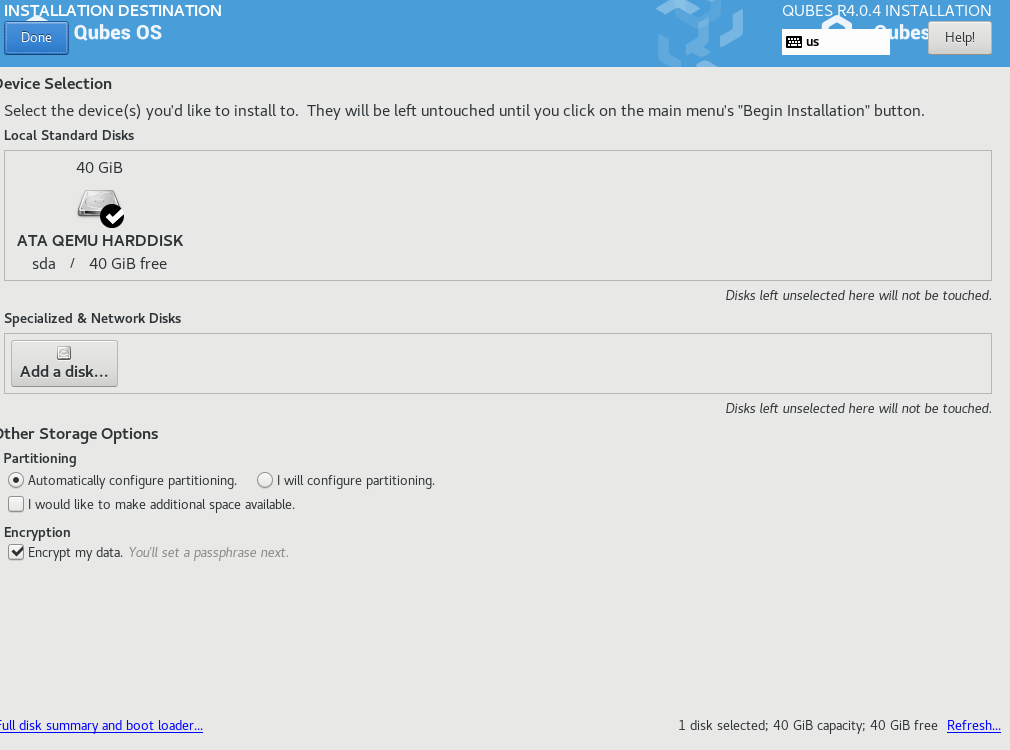 INSTALLATION DESTINATION
QUBES R4.0.4 INSTALLATION
Done
Qubes OS
us
Qubes
Help!
Device Selection
Select the device(s) you'd like to install to. They will be left untouched until you click on the main menu's "Begin Installation" button.
Local Standard Disks
40 GiB
ATA QEMU HARDDISK
sda / 40 GiB free
Disks left unselected here will not be touched.
Specialized & Network Disks
Add a disk...
Disks left unselected here will not be touched.
Other Storage Options
Partitioning
Automatically configure partitioning. I will configure partitioning.
I would like to make additional space available.
Encryption
Encrypt my data. You'll set a passphrase next.
Full disk summary and boot loader...
1 disk selected; 40 GiB capacity; 40 GiB free Refresh...